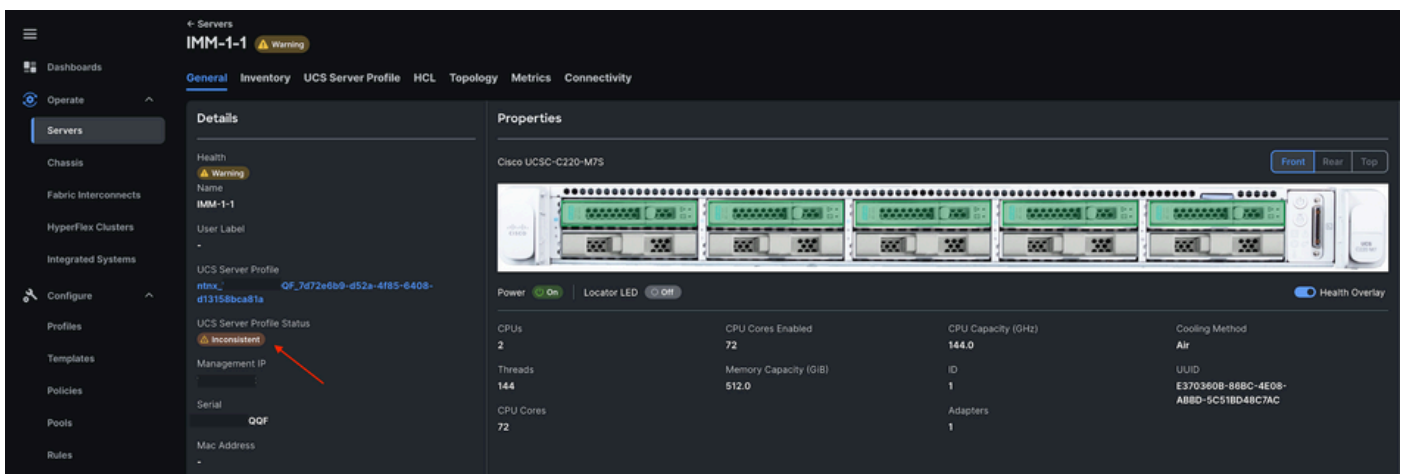 ← Servers
IMM-1-1 Warning
General Inventory UCS Server Profile HCL Topology Metrics Connectivity
Dashboards
Operate
Servers
Chassis
Fabric Interconnects
HyperFlex Clusters
Integrated Systems
Configure
Profiles
Templates
Policies
Pools
Rules
Details
Health
Warning
Name
IMM-1-1
User Label
-
UCS Server Profile
ntnx_ QF_7d72e6b9-d52a-4f85-6408-
d13158bca81a
UCS Server Profile Status
Inconsistent
Management IP
Serial
QQF
Mac Address
-
Properties
Cisco UCSC-C220-M7S
Front Rear Top
Power On Locator LED Off Health Overlay
CPUs
2
CPU Cores Enabled
72
CPU Capacity (GHz)
144.0
Cooling Method
Air
Threads
144
Memory Capacity (GiB)
512.0
ID
1
UUID
E370360B-86BC-4E08-
ABBD-5C51BD48C7AC
CPU Cores
72
Adapters
1